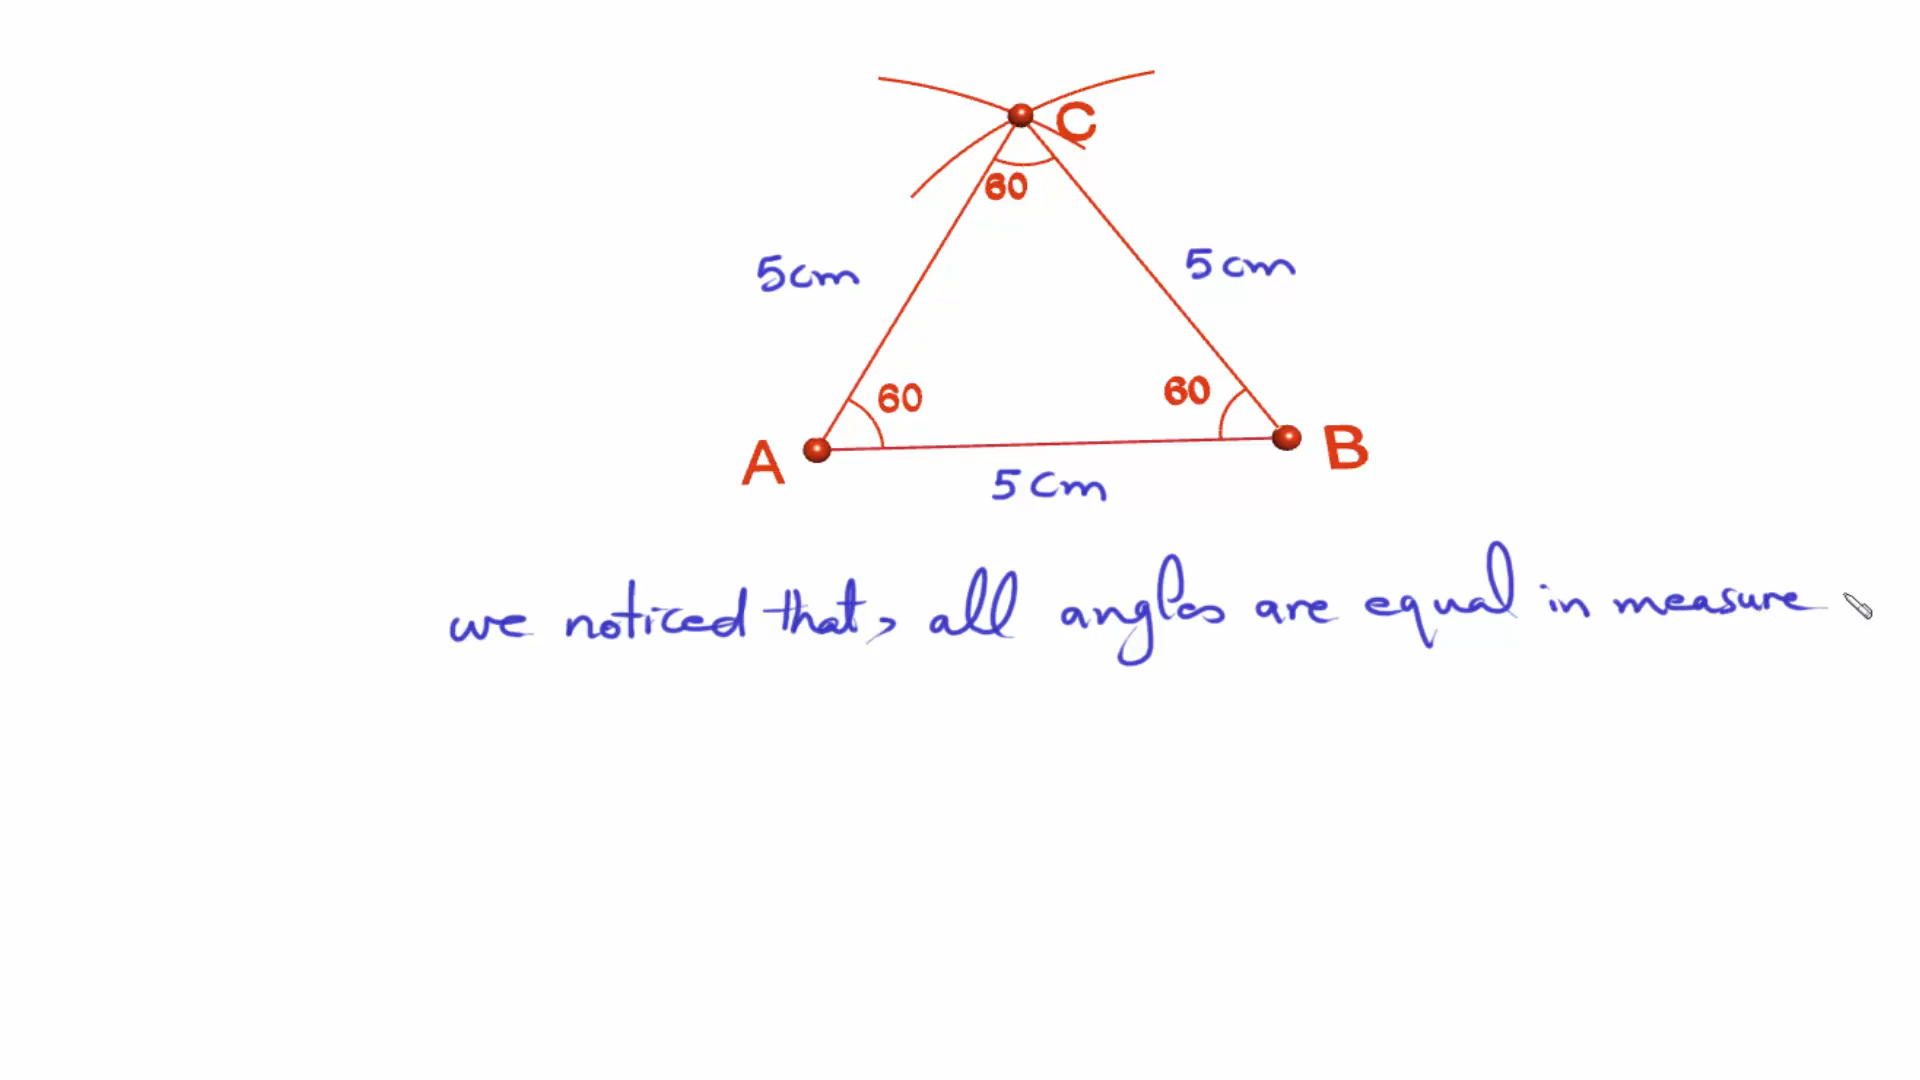 C
60
5cm
5cm
60
60
A
B
5cm
we noticed that, all angles are equal in measure